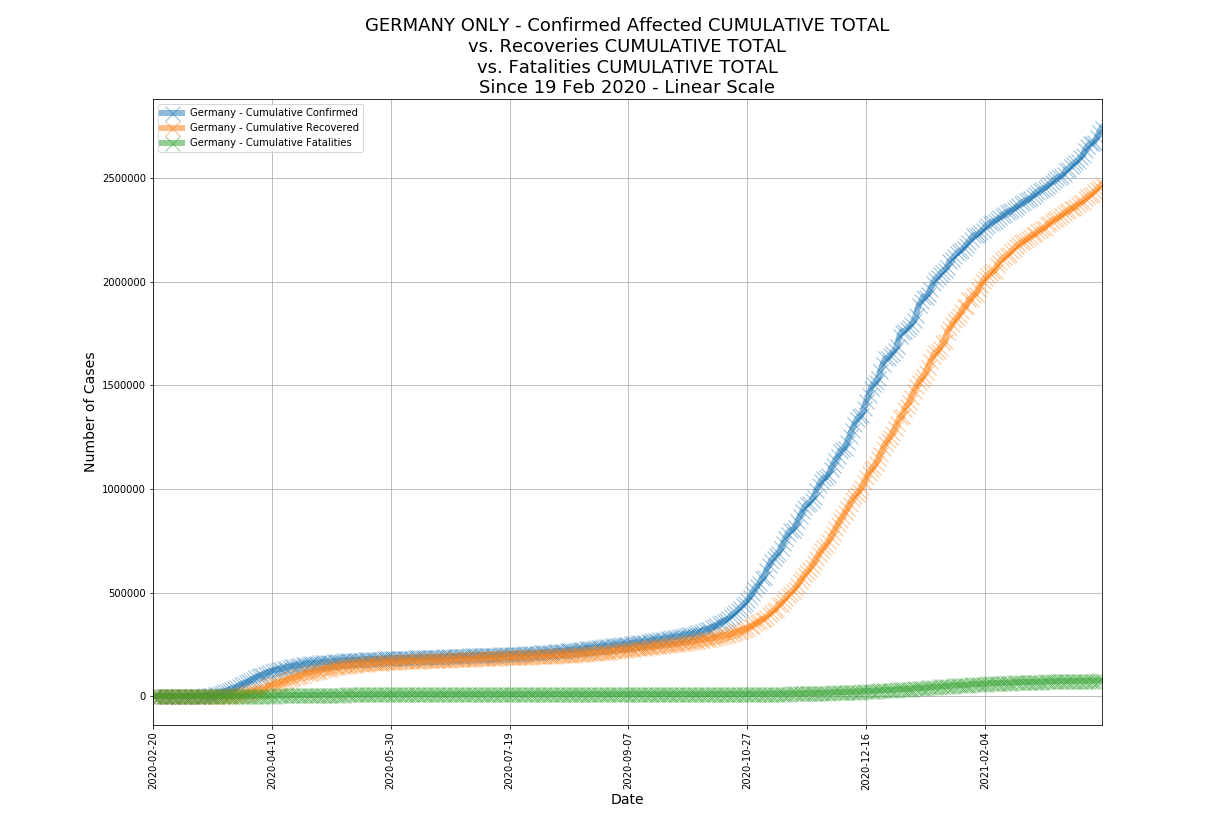 GERMANY ONLY - Confirmed Affected CUMULATIVE TOTAL
vs. Recoveries CUMULATIVE TOTAL
vs. Fatalities CUMULATIVE TOTAL
Since 19 Feb 2020 - Linear Scale
Germany - Cumulative Confirmed
Germany - Cumulative Recovered
Germany - Cumulative Fatalities
Number of Cases
2500000
2000000
1500000
1000000
500000
0
2020-02-20
2020-04-10
2020-05-30
2020-07-19
2020-09-07
2020-10-27
2020-12-16
2021-02-04
Date